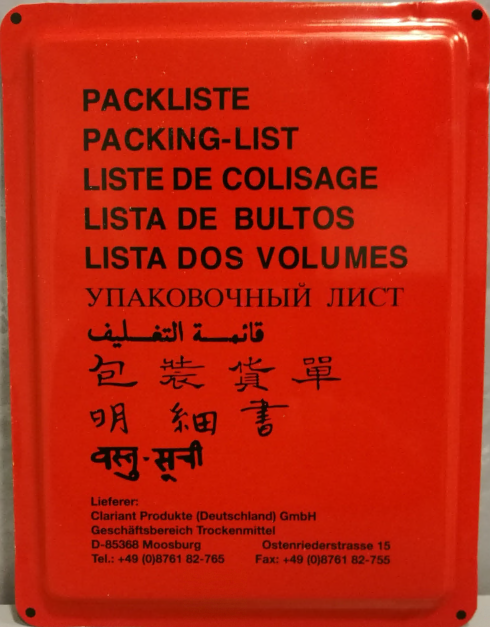 PACKLISTE
PACKING-LIST
LISTE DE COLISAGE
LISTA DE BULTOS
LISTA DOS VOLUMES
УПАКОВОЧНЫЙ ЛИСТ
قائمة التغليف
包装貨單
明細書
वस्तु-सूची
Lieferer:
Clariant Produkte (Deutschland) GmbH
Geschäftsbereich Trockenmittel
D-85368 Moosburg Ostenriederstrasse 15
Tel.: +49 (0)8761 82-765 Fax: +49 (0)8761 82-755